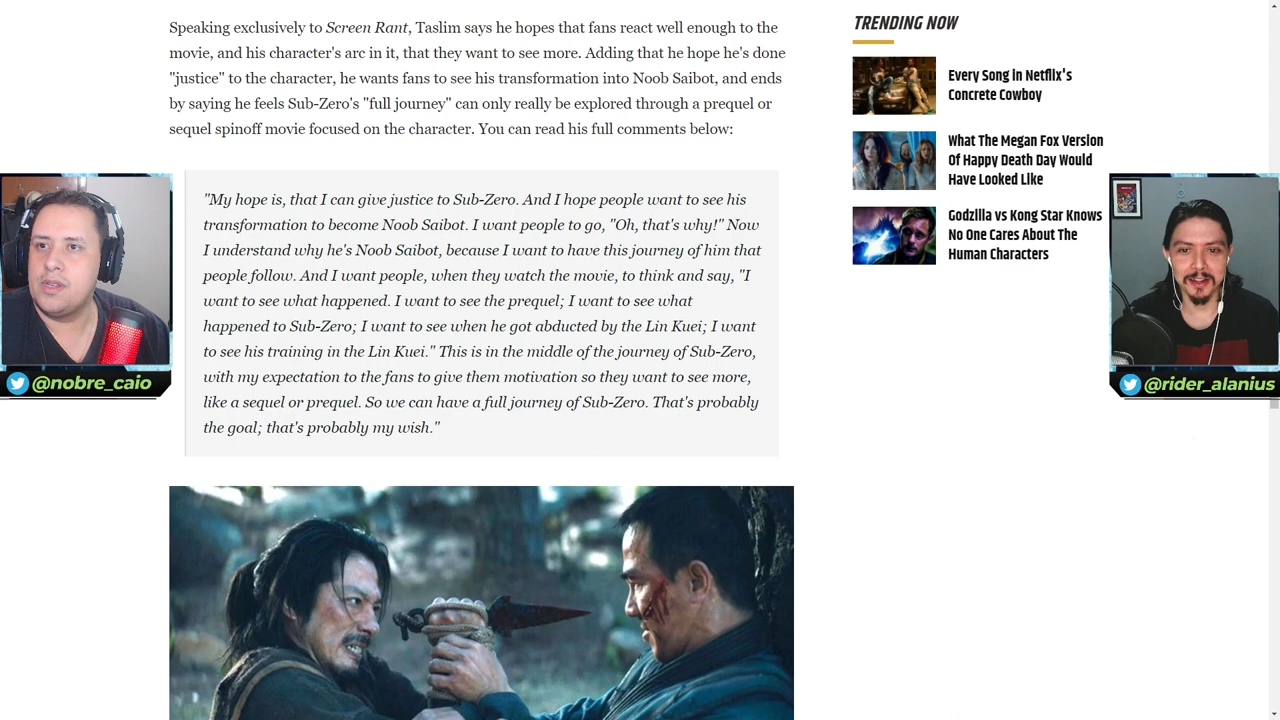 Speaking exclusively to Screen Rant, Taslim says he hopes that fans react well enough to the
movie, and his character's arc in it, that they want to see more. Adding that he hope he's done
"justice" to the character, he wants fans to see his transformation into Noob Saibot, and ends
by saying he feels Sub-Zero's "full journey" can only really be explored through a prequel or
sequel spinoff movie focused on the character. You can read his full comments below:
"My hope is, that I can give justice to Sub-Zero. And I hope people want to see his
transformation to become Noob Saibot. I want people to go, "Oh, that's why!" Now
I understand why he's Noob Saibot, because I want to have this journey of him that
people follow. And I want people, when they watch the movie, to think and say, "I
want to see what happened. I want to see the prequel; I want to see what
happened to Sub-Zero; I want to see when he got abducted by the Lin Kuei; I want
to see his training in the Lin Kuei." This is in the middle of the journey of Sub-Zero,
with my expectation to the fans to give them motivation so they want to see more,
like a sequel or prequel. So we can have a full journey of Sub-Zero. That's probably
the goal; that's probably my wish."
TRENDING NOW
Every Song in Netflix's
Concrete Cowboy
What The Megan Fox Version
Of Happy Death Day Would
Have Looked Like
Godzilla vs Kong Star Knows
No One Cares About The
Human Characters
@nobre_caio
@rider_alanius